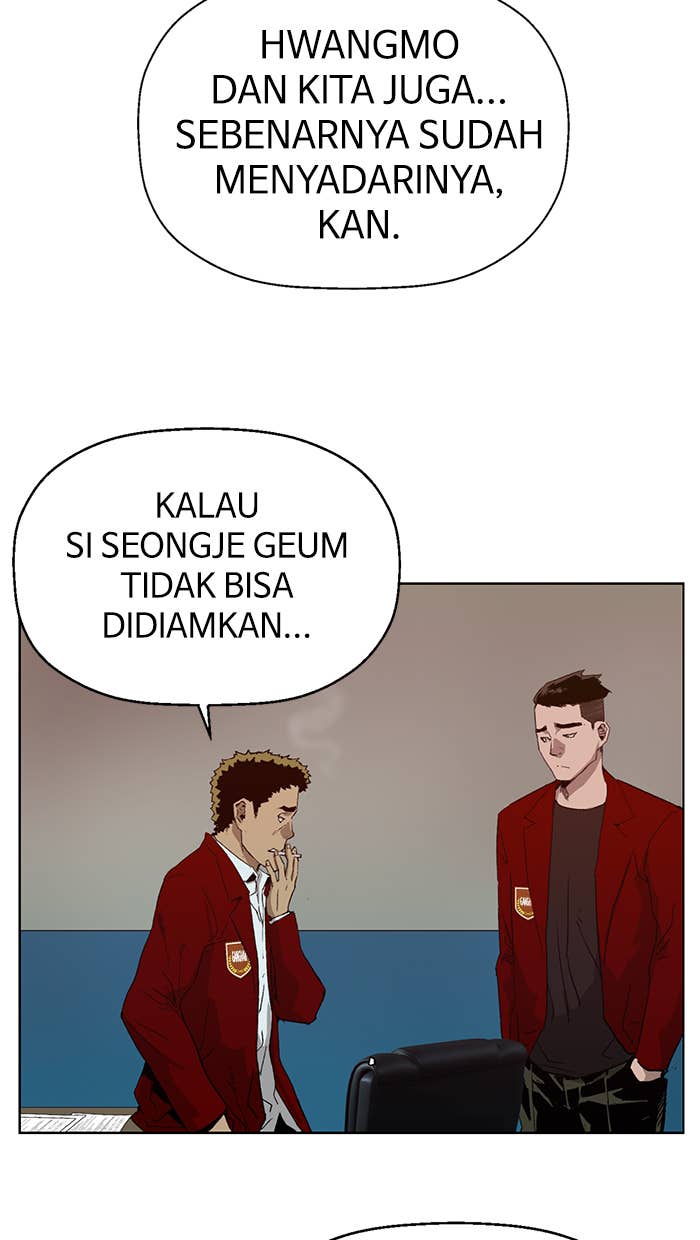 HWANGMO
DAN KITA JUGA...
SEBENARNYA SUDAH
MENYADARINYA,
KAN.
KALAU
SI SEONGJE GEUM
TIDAK BISA
DIDIAMKAN...